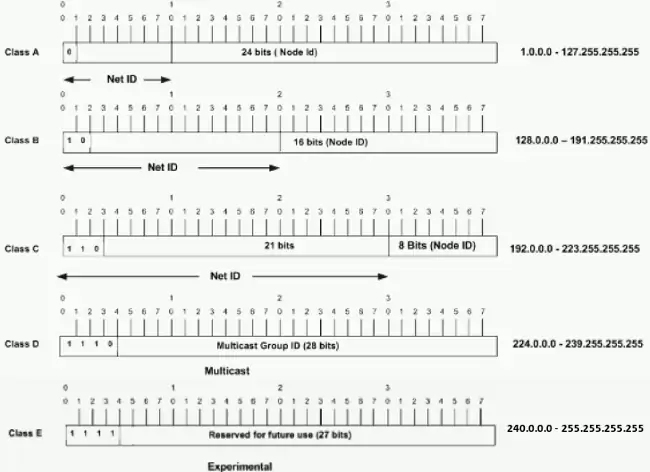 0 1 2 3
0 1 2 3 4 5 6 7 0 1 2 3 4 5 6 7 0 1 2 3 4 5 6 7 0 1 2 3 4 5 6 7
Class A 0 24 bits ( Node Id) 1.0.0.0 - 127.255.255.255
Net ID
0 1 2 3
0 1 2 3 4 5 6 7 0 1 2 3 4 5 6 7 0 1 2 3 4 5 6 7 0 1 2 3 4 5 6 7
Class B 1 0 16 bits (Node ID) 128.0.0.0 – 191.255.255.255
Net ID
0 1 2 3
0 1 2 3 4 5 6 7 0 1 2 3 4 5 6 7 0 1 2 3 4 5 6 7 0 1 2 3 4 5 6 7
Class C 1 1 0 21 bits 8 Bits (Node ID) 192.0.0.0 - 223.255.255.255
Net ID
0 1 2 3
0 1 2 3 4 5 6 7 0 1 2 3 4 5 6 7 0 1 2 3 4 5 6 7 0 1 2 3 4 5 6 7
Class D 1 1 1 0 Multicast Group ID (28 bits) 224.0.0.0 - 239.255.255.255
Multicast
0 1 2 3
0 1 2 3 4 5 6 7 0 1 2 3 4 5 6 7 0 1 2 3 4 5 6 7 0 1 2 3 4 5 6 7
Class E 1 1 1 1 Reserved for future use (27 bits) 240.0.0.0 - 255.255.255.255
Experimental